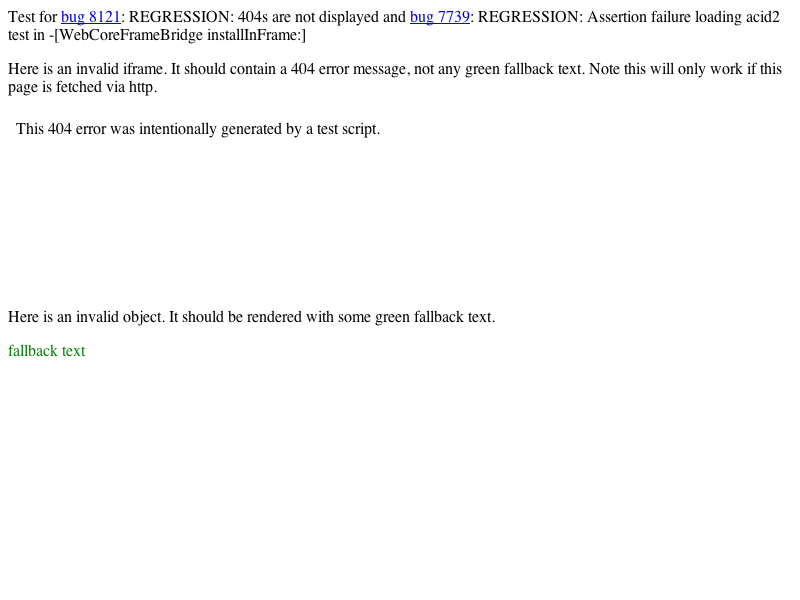 Test for bug 8121: REGRESSION: 404s are not displayed and bug 7739: REGRESSION: Assertion failure loading acid2
test in -[WebCoreFrameBridge installInFrame:]
Here is an invalid iframe. It should contain a 404 error message, not any green fallback text. Note this will only work if this
page is fetched via http.
This 404 error was intentionally generated by a test script.
Here is an invalid object. It should be rendered with some green fallback text.
fallback text